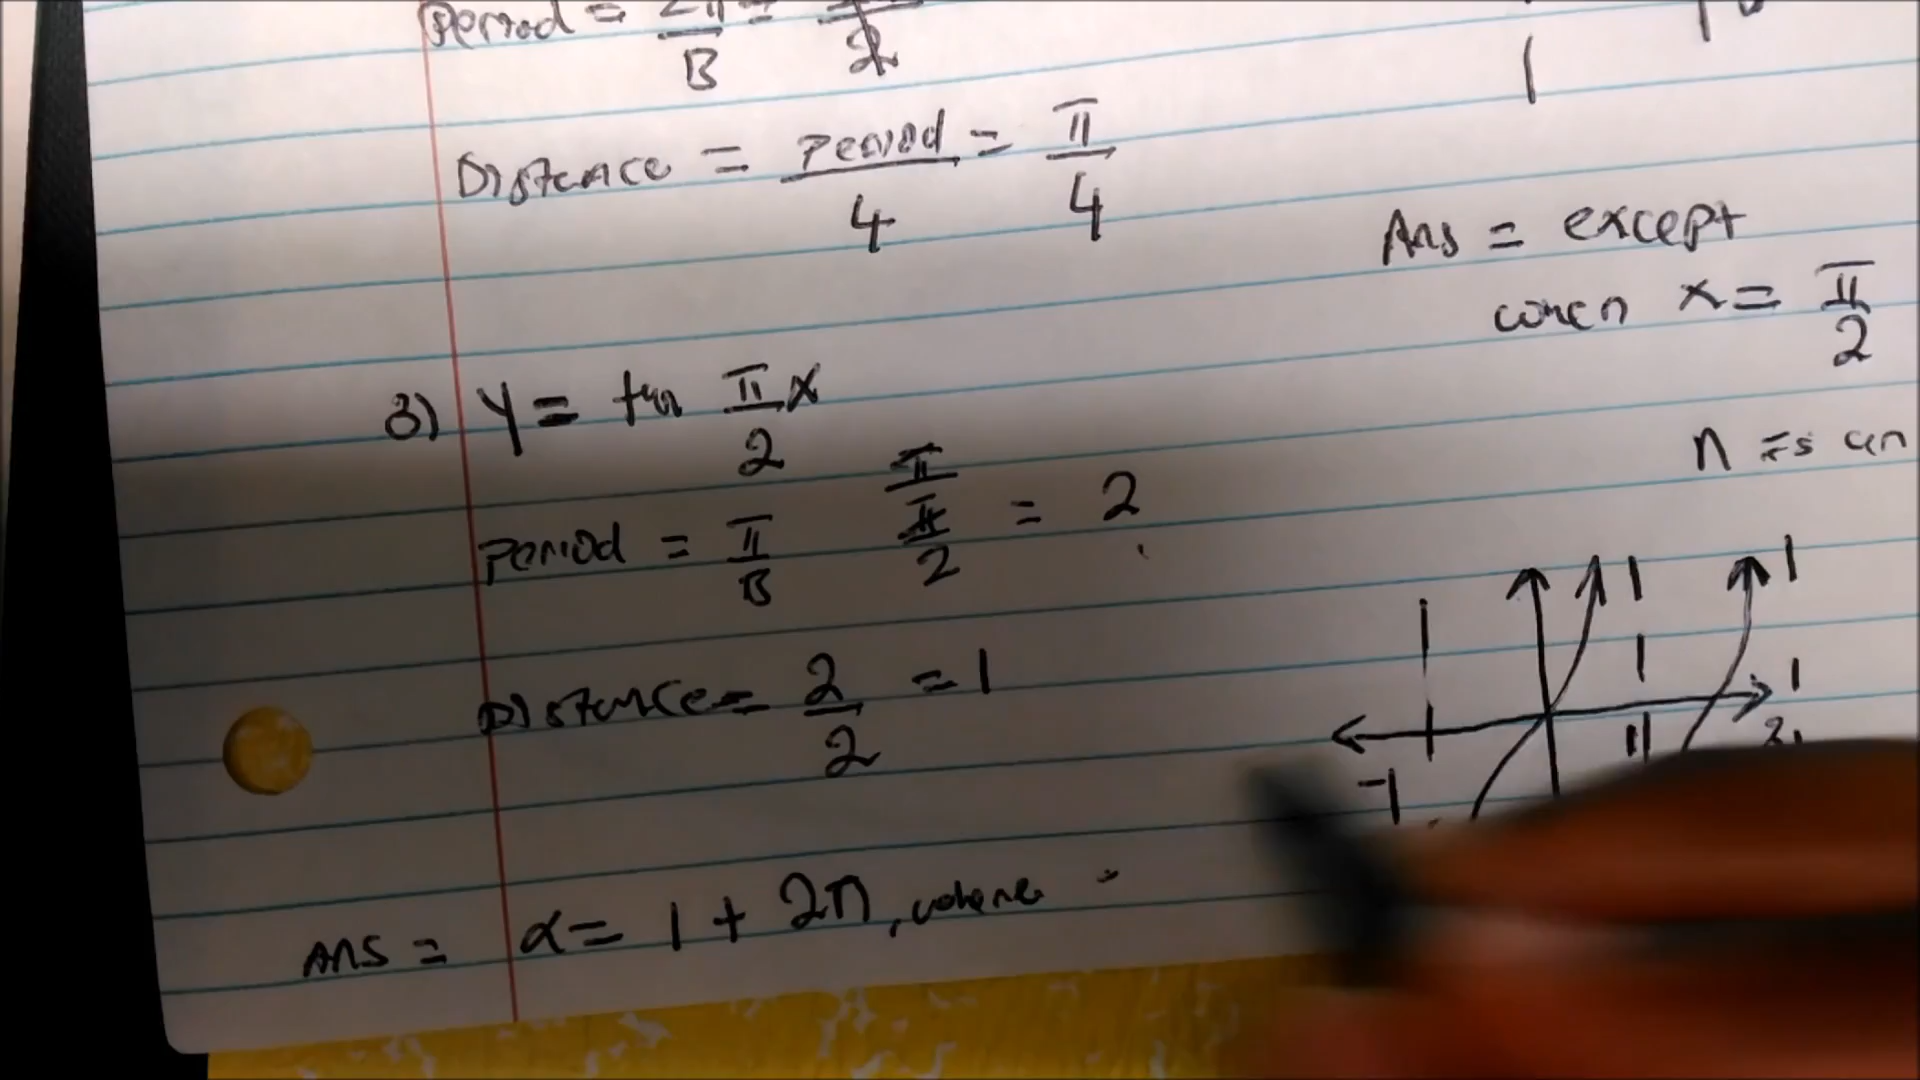 Period = 2π/B =
Distance = Period/4 = π/4
Ans = except
when x = π/2
3) y = tan π/2 x
n is an
Period = π/B π/(π/2) = 2
Distance = 2/2 = 1
-1 1
Ans = x = 1 + 2n, where